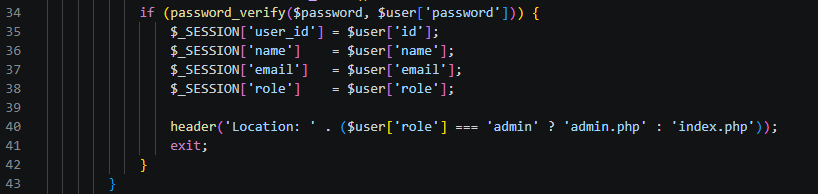 34 if (password_verify($password, $user['password'])) {
35 $_SESSION['user_id'] = $user['id'];
36 $_SESSION['name']    = $user['name'];
37 $_SESSION['email']   = $user['email'];
38 $_SESSION['role']    = $user['role'];
39
40 header('Location: ' . ($user['role'] === 'admin' ? 'admin.php' : 'index.php'));
41 exit;
42 }
43 }